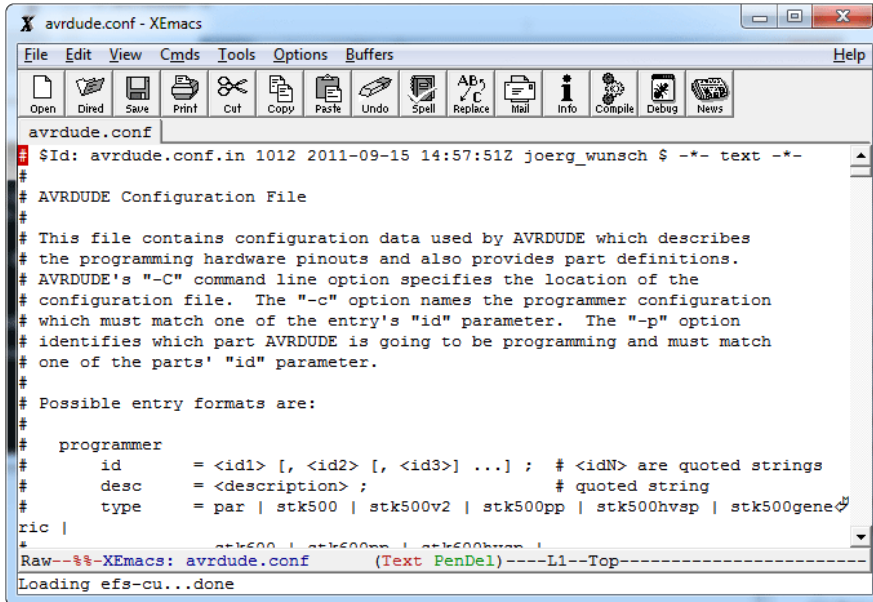 avrdude.conf - XEmacs
File Edit View Cmds Tools Options Buffers Help
Open Dired Save Print Cut Copy Paste Undo Spell Replace Mail Info Compile Debug News
avrdude.conf
# $Id: avrdude.conf.in 1012 2011-09-15 14:57:51Z joerg_wunsch $ -*- text -*-
#
# AVRDUDE Configuration File
#
# This file contains configuration data used by AVRDUDE which describes
# the programming hardware pinouts and also provides part definitions.
# AVRDUDE's "-C" command line option specifies the location of the
# configuration file.  The "-c" option names the programmer configuration
# which must match one of the entry's "id" parameter.  The "-p" option
# identifies which part AVRDUDE is going to be programming and must match
# one of the parts' "id" parameter.
#
# Possible entry formats are:
#
#   programmer
#       id       = <id1> [, <id2> [, <id3>] ...] ;  # <idN> are quoted strings
#       desc     = <description> ;                  # quoted string
#       type     = par | stk500 | stk500v2 | stk500pp | stk500hvsp | stk500gene
ric |
# stk600 | stk600pp | stk600hvsp |
Raw--%%-XEmacs: avrdude.conf      (Text PenDel)----L1--Top------------------------
Loading efs-cu...done